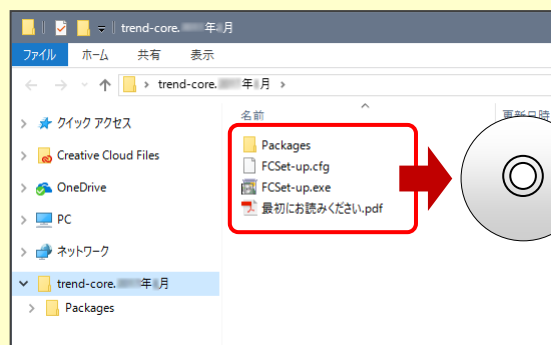 trend-core. 年 月
ファイル ホーム 共有 表示
trend-core. 年 月
名前 更新日時
クイック アクセス
Packages
Creative Cloud Files
FCSet-up.cfg
OneDrive
FCSet-up.exe
PC
最初にお読みください.pdf
ネットワーク
trend-core. 年 月
Packages